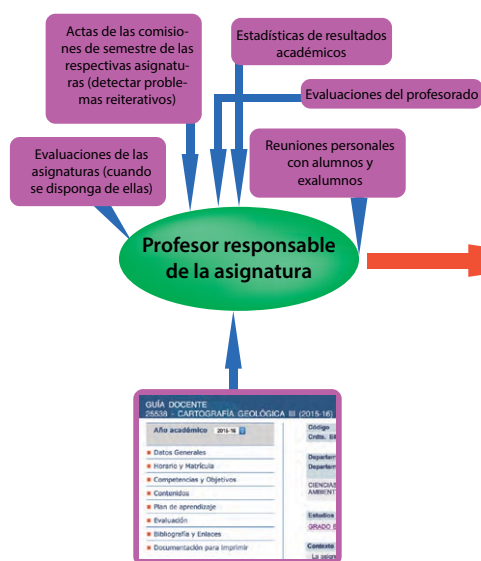 Actas de las comisio-
nes de semestre de las
respectivas asignatu-
ras (detectar proble-
mas reiterativos)
Estadísticas de resultados
académicos
Evaluaciones del profesorado
Evaluaciones de las
asignaturas (cuando
se disponga de ellas)
Reuniones personales
con alumnos y
exalumnos
Profesor responsable
de la asignatura
GUÍA DOCENTE
25538 - CARTOGRAFÍA GEOLÓGICA III (2015-16)
Año académico 2015-16
Datos Generales
Horario y Matrícula
Competencias y Objetivos
Contenidos
Plan de aprendizaje
Evaluación
Bibliografía y Enlaces
Documentación para Imprimir
Código
Crdts.
Departam
Departam
CIENCIAS
AMBIENT
Estudios
GRADO E
Contexto
La asign